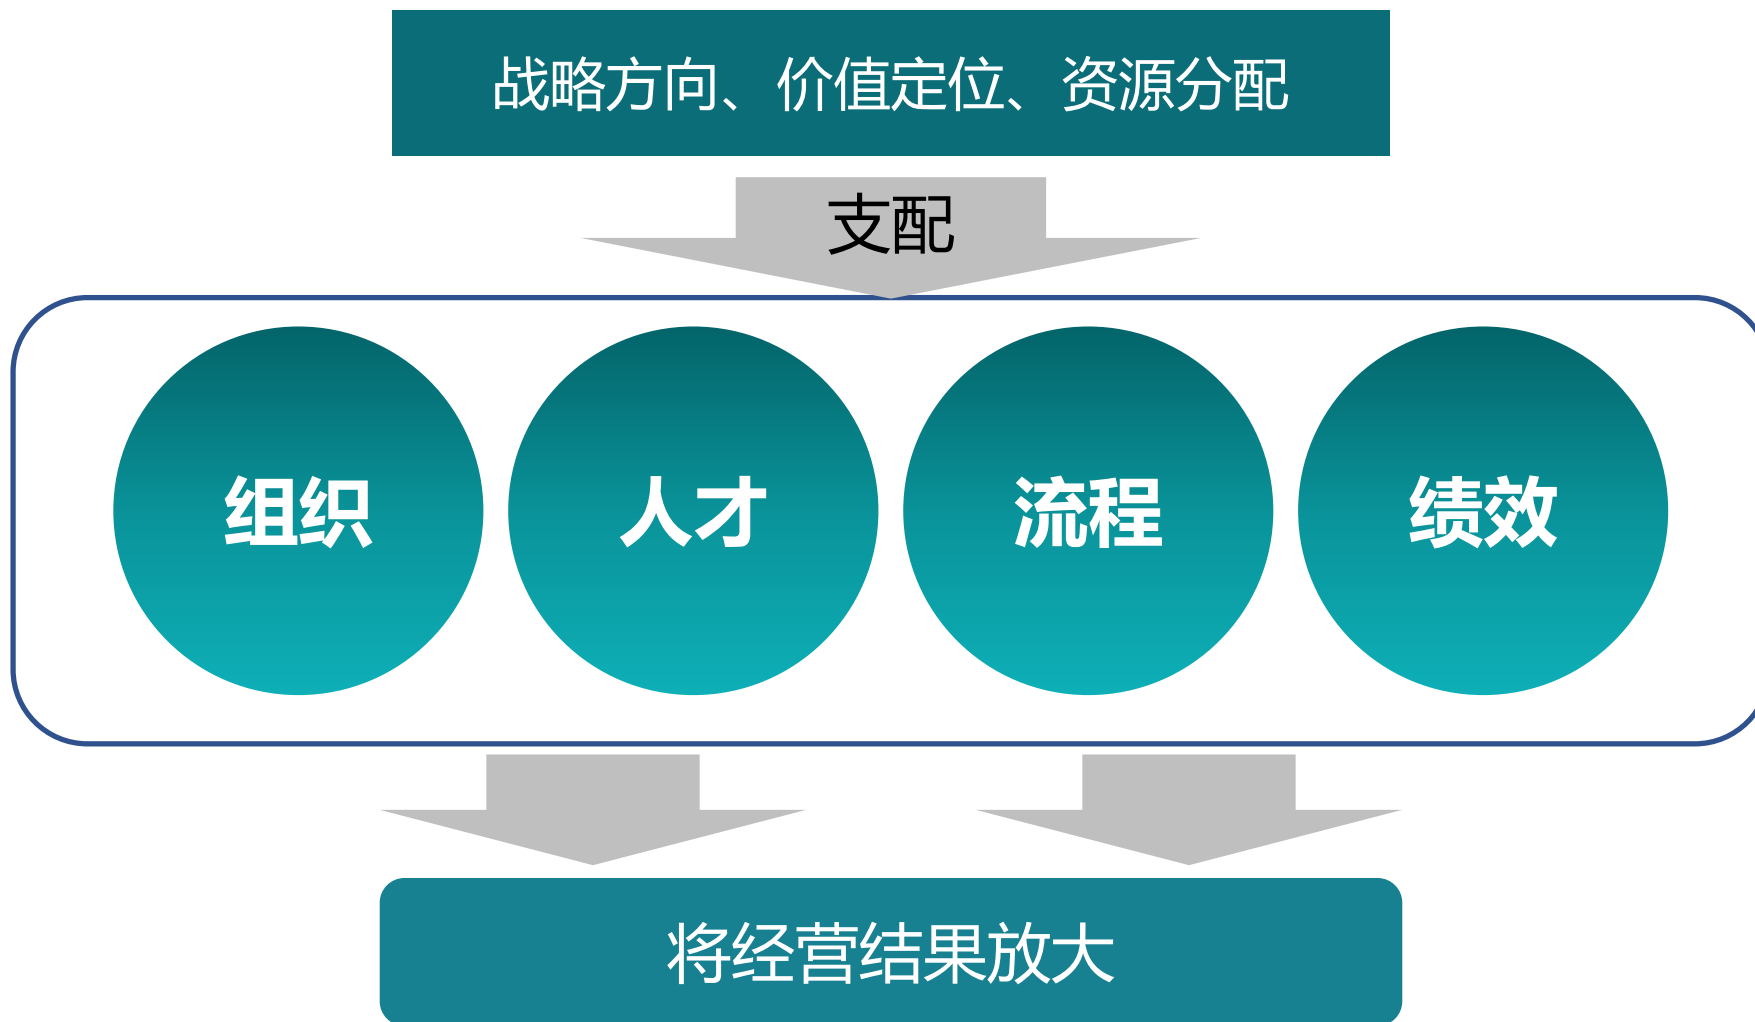 战略方向、价值定位、资源分配
支配
组织
人才
流程
绩效
将经营结果放大